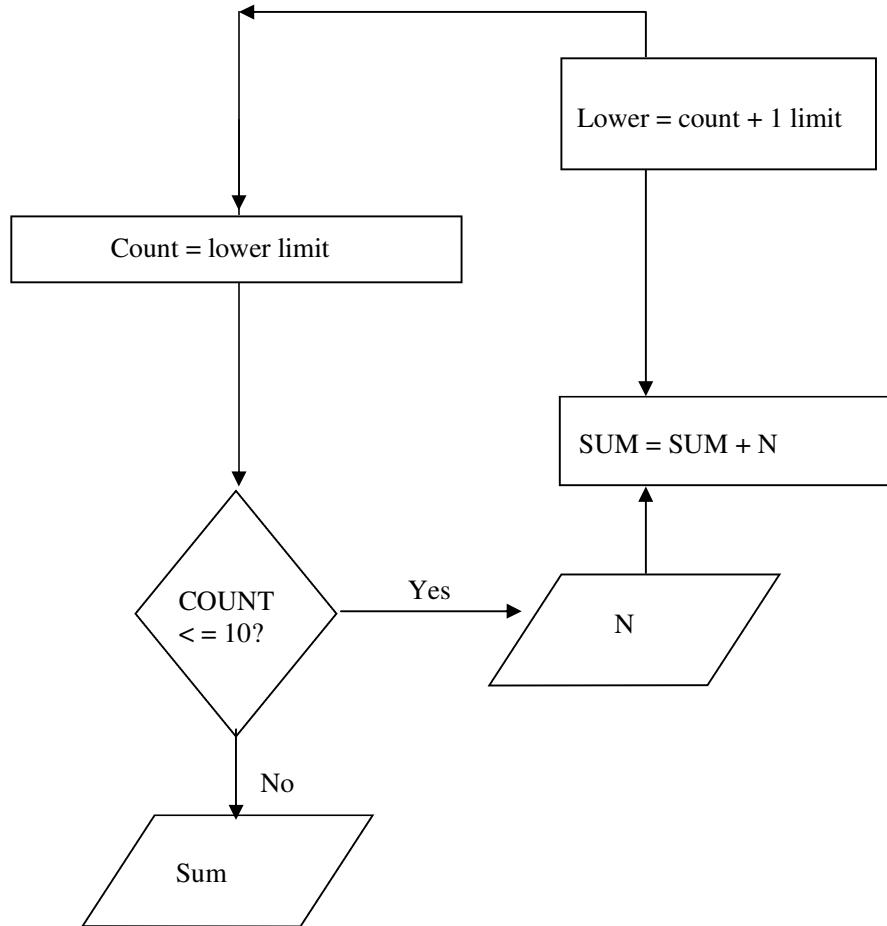 Lower = count + 1 limit
Count = lower limit
SUM = SUM + N
COUNT
< = 10?
Yes
N
No
Sum